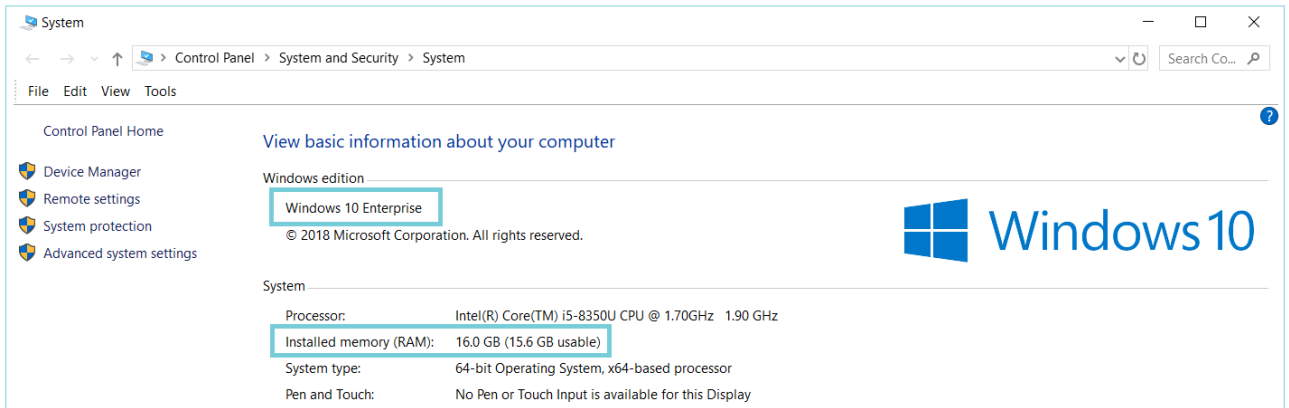 System
Control Panel > System and Security > System
Search Co...
File Edit View Tools
Control Panel Home
Device Manager
Remote settings
System protection
Advanced system settings
?
View basic information about your computer
Windows edition
Windows 10 Enterprise
© 2018 Microsoft Corporation. All rights reserved.
Windows 10
System
Processor: Intel(R) Core(TM) i5-8350U CPU @ 1.70GHz 1.90 GHz
Installed memory (RAM): 16.0 GB (15.6 GB usable)
System type: 64-bit Operating System, x64-based processor
Pen and Touch: No Pen or Touch Input is available for this Display